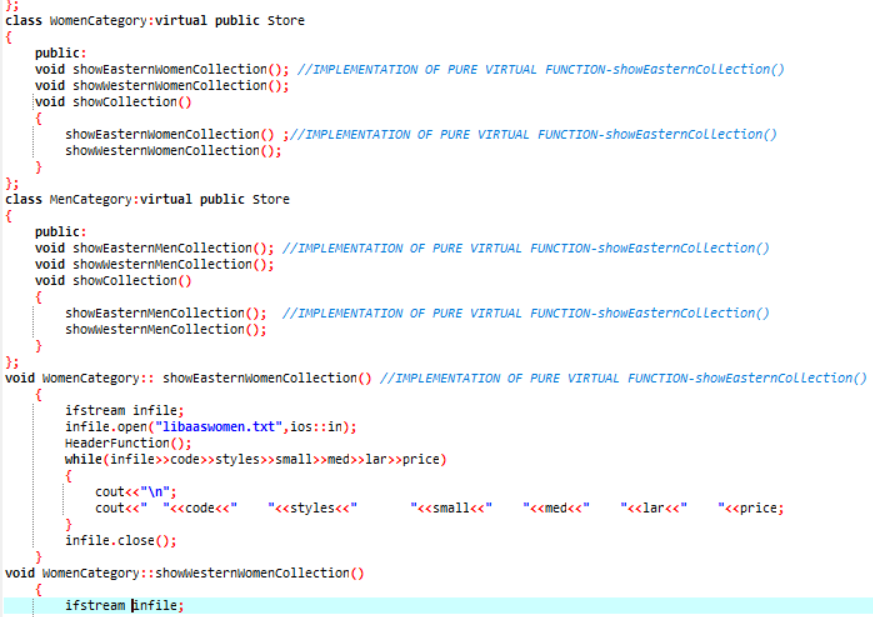 };
class WomenCategory:virtual public Store
{
public:
void showEasternWomenCollection(); //IMPLEMENTATION OF PURE VIRTUAL FUNCTION-showEasternCollection()
void showWesternWomenCollection();
void showCollection()
{
showEasternWomenCollection() ;//IMPLEMENTATION OF PURE VIRTUAL FUNCTION-showEasternCollection()
showWesternWomenCollection();
}
};
class MenCategory:virtual public Store
{
public:
void showEasternMenCollection(); //IMPLEMENTATION OF PURE VIRTUAL FUNCTION-showEasternCollection()
void showWesternMenCollection();
void showCollection()
{
showEasternMenCollection();  //IMPLEMENTATION OF PURE VIRTUAL FUNCTION-showEasternCollection()
showWesternMenCollection();
}
};
void WomenCategory:: showEasternWomenCollection() //IMPLEMENTATION OF PURE VIRTUAL FUNCTION-showEasternCollection()
{
ifstream infile;
infile.open("libaaswomen.txt",ios::in);
HeaderFunction();
while(infile>>code>>styles>>small>>med>>lar>>price)
{
cout<<"\n";
cout<<"  "<<code<<"    "<<styles<<"       "<<small<<"    "<<med<<"    "<<lar<<"    "<<price;
}
infile.close();
}
void WomenCategory::showWesternWomenCollection()
{
ifstream infile;